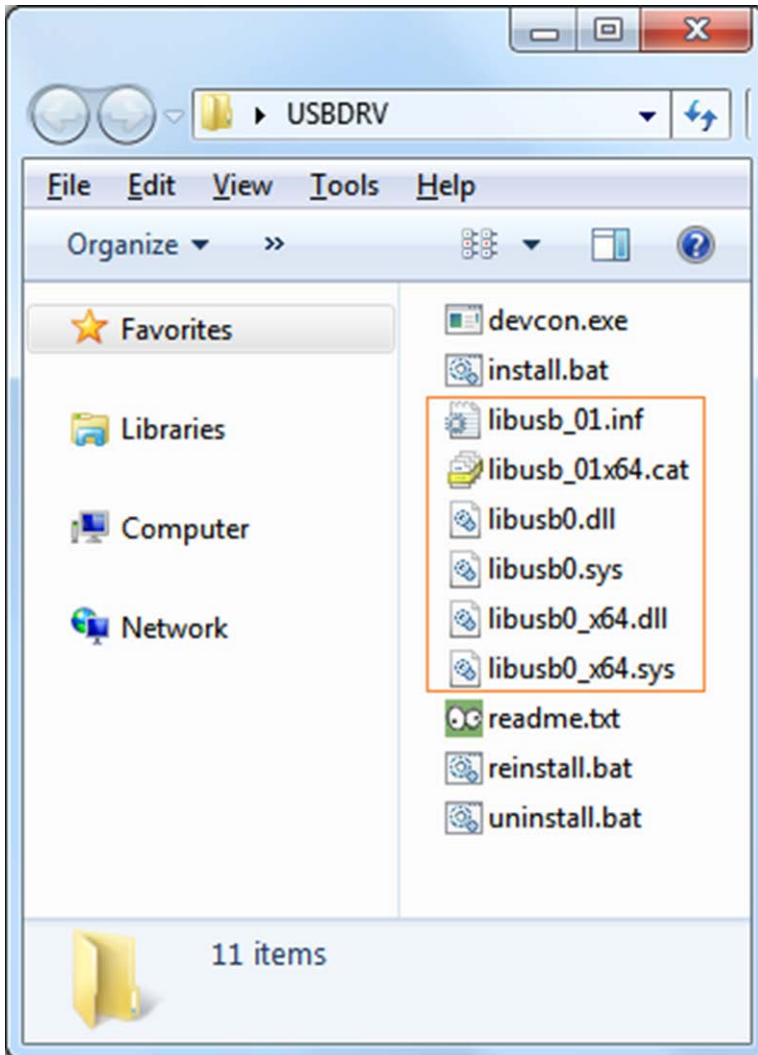 USBDRV
File Edit View Tools Help
Organize »
Favorites
Libraries
Computer
Network
devcon.exe
install.bat
libusb_01.inf
libusb_01x64.cat
libusb0.dll
libusb0.sys
libusb0_x64.dll
libusb0_x64.sys
readme.txt
reinstall.bat
uninstall.bat
11 items